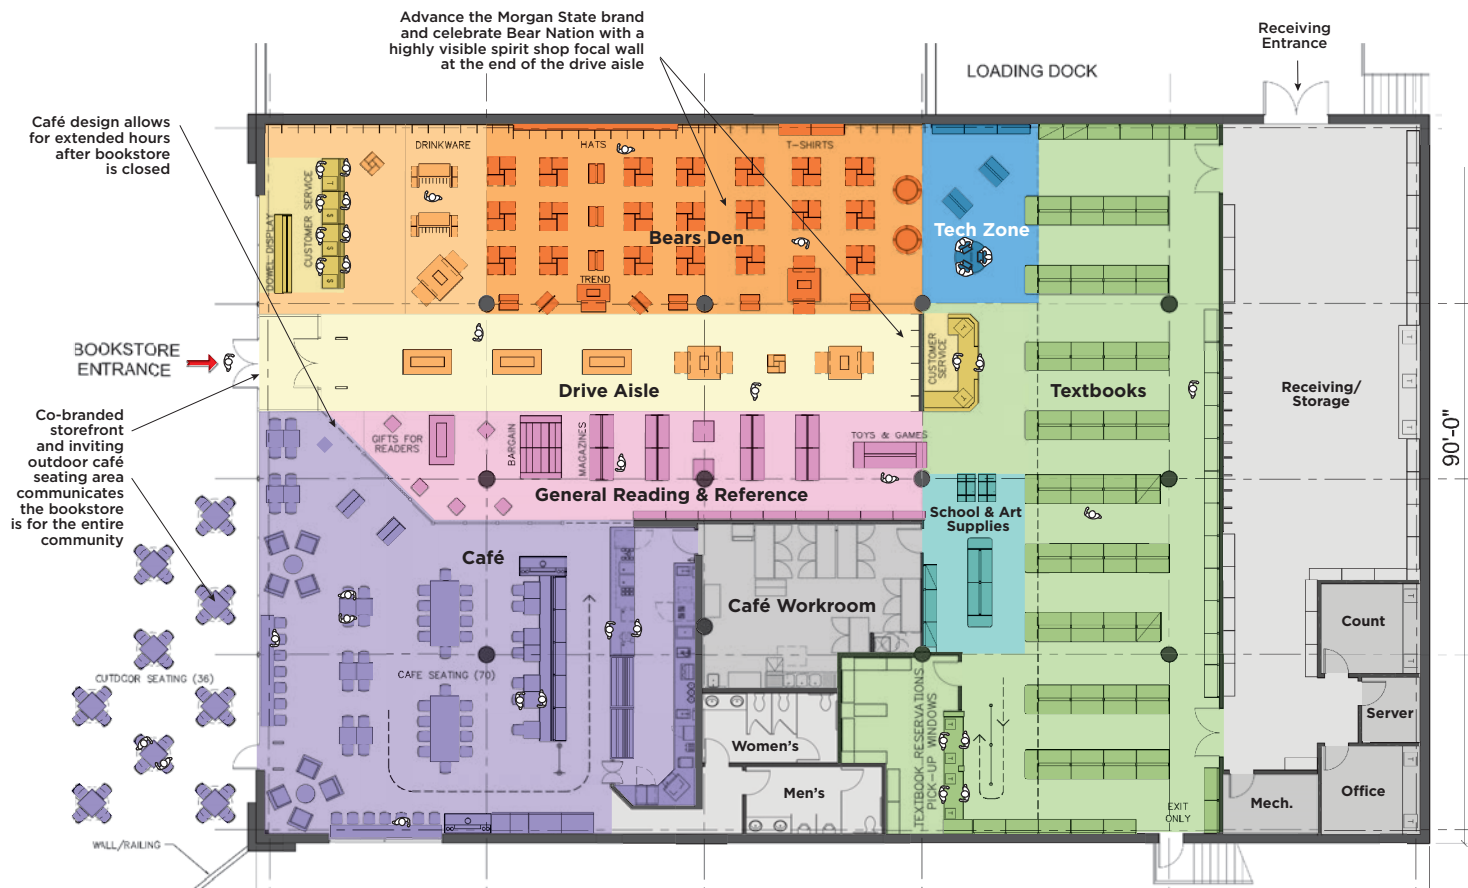 Advance the Morgan State brand
and celebrate Bear Nation with a
highly visible spirit shop focal wall
at the end of the drive aisle
Receiving
Entrance
LOADING DOCK
Café design allows
for extended hours
after bookstore
is closed
DRINKWARE
HATS
T-SHIRTS
CUSTOMER SERVICE
DOWEL DISPLAY
Bears Den
Tech Zone
TREND
BOOKSTORE
ENTRANCE
CUSTOMER
SERVICE
Drive Aisle
Textbooks
Receiving/
Storage
90'-0"
Co-branded
storefront
and inviting
outdoor café
seating area
communicates
the bookstore
is for the entire
community
GIFTS FOR
READERS
BARGAIN
MAGAZINES
TOYS & GAMES
General Reading & Reference
School & Art
Supplies
Café
Café Workroom
Count
OUTDOOR SEATING (36)
CAFE SEATING (70)
TEXTBOOK RESERVATIONS
PICK-UP WINDOWS
Server
Women's
Men's
Mech.
Office
EXIT
ONLY
WALL/RAILING